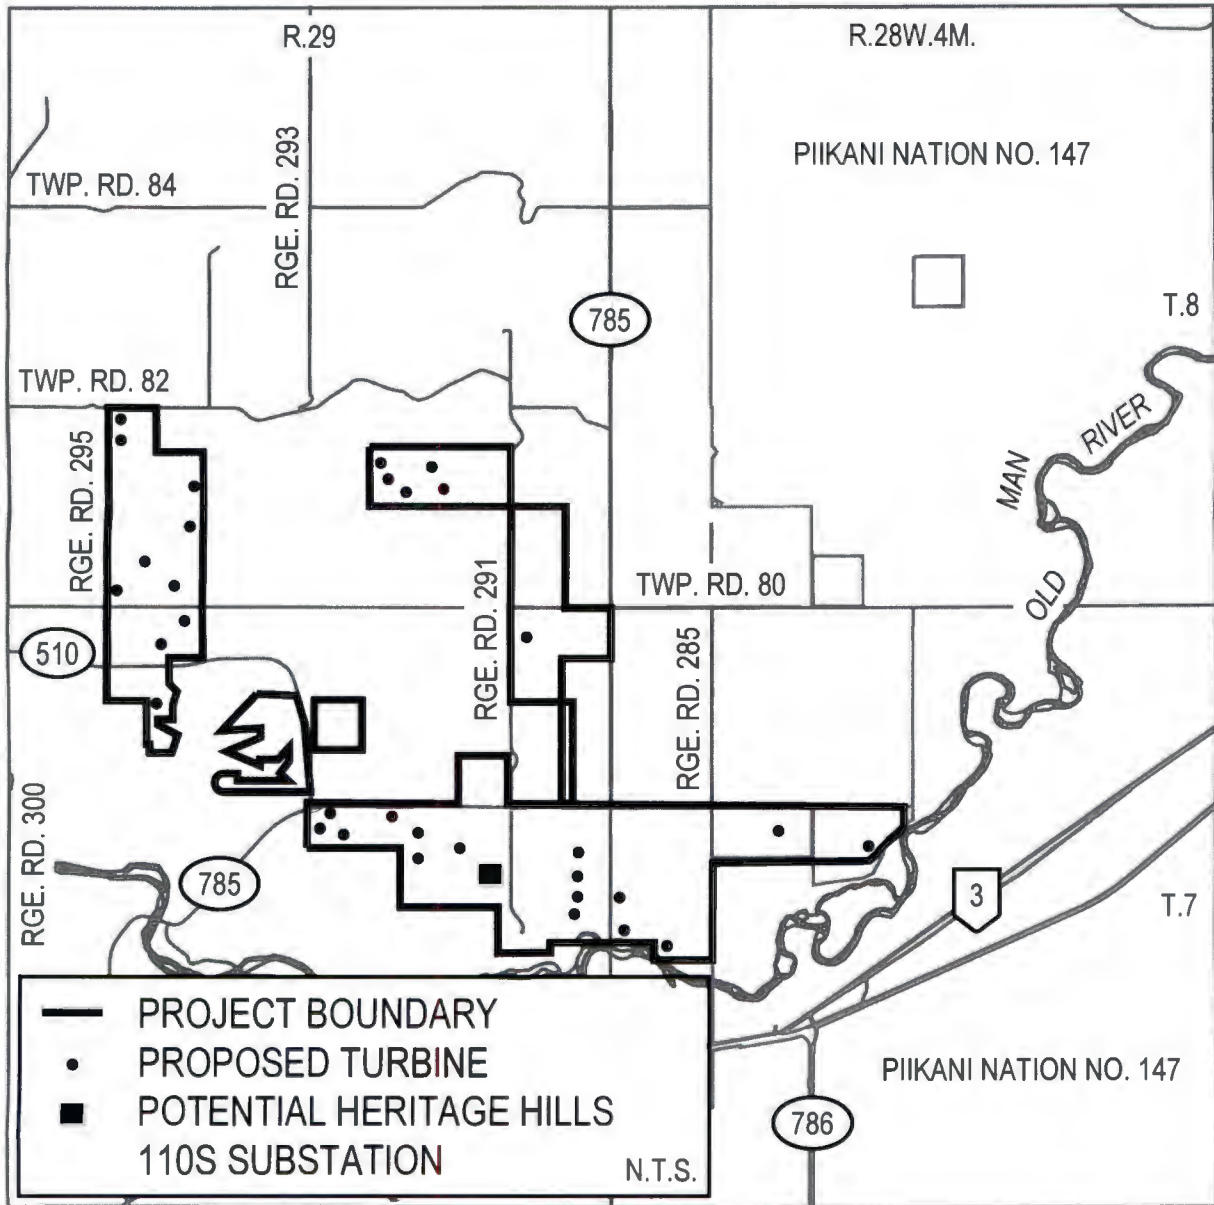 R.29
R.28W.4M.
PIIKANI NATION NO. 147
TWP. RD. 84
RGE. RD. 293
785
T.8
TWP. RD. 82
RGE. RD. 295
MAN
RIVER
OLD
TWP. RD. 80
RGE. RD. 291
510
RGE. RD. 285
RGE. RD. 300
785
3
T.7
PROJECT BOUNDARY
PROPOSED TURBINE
POTENTIAL HERITAGE HILLS
110S SUBSTATION
N.T.S.
PIIKANI NATION NO. 147
786